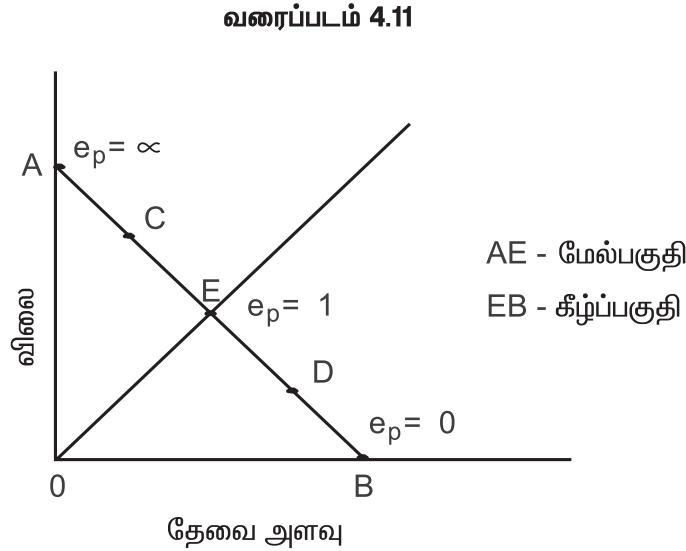 வரைப்படம் 4.11
eₚ= ∝
A
C
E
eₚ= 1
AE - மேல்பகுதி
EB - கீழ்ப்பகுதி
விலை
D
eₚ= 0
0
B
தேவை அளவு